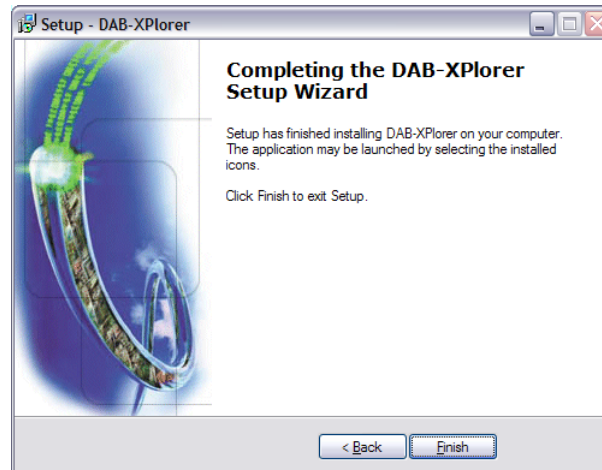 Setup - DAB-XPlorer
Completing the DAB-XPlorer
Setup Wizard
Setup has finished installing DAB-XPlorer on your computer.
The application may be launched by selecting the installed
icons.
Click Finish to exit Setup.
< Back
Finish